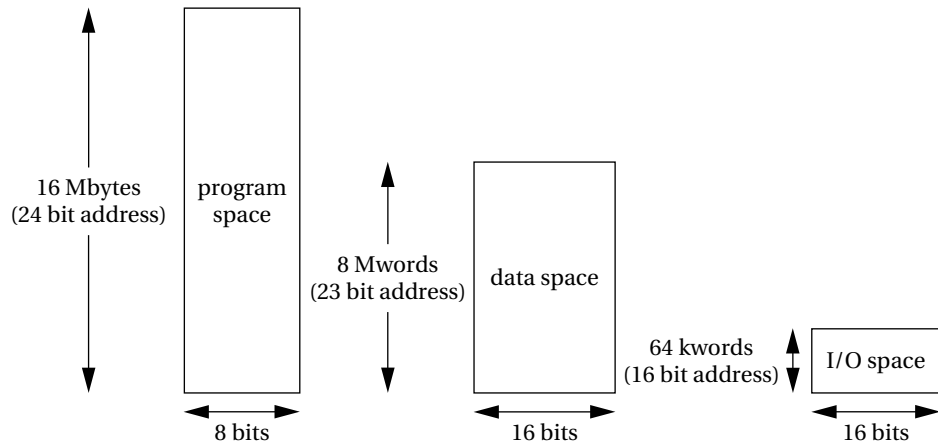 16 Mbytes
(24 bit address)
program
space
8 bits
8 Mwords
(23 bit address)
data space
16 bits
64 kwords
(16 bit address)
I/O space
16 bits